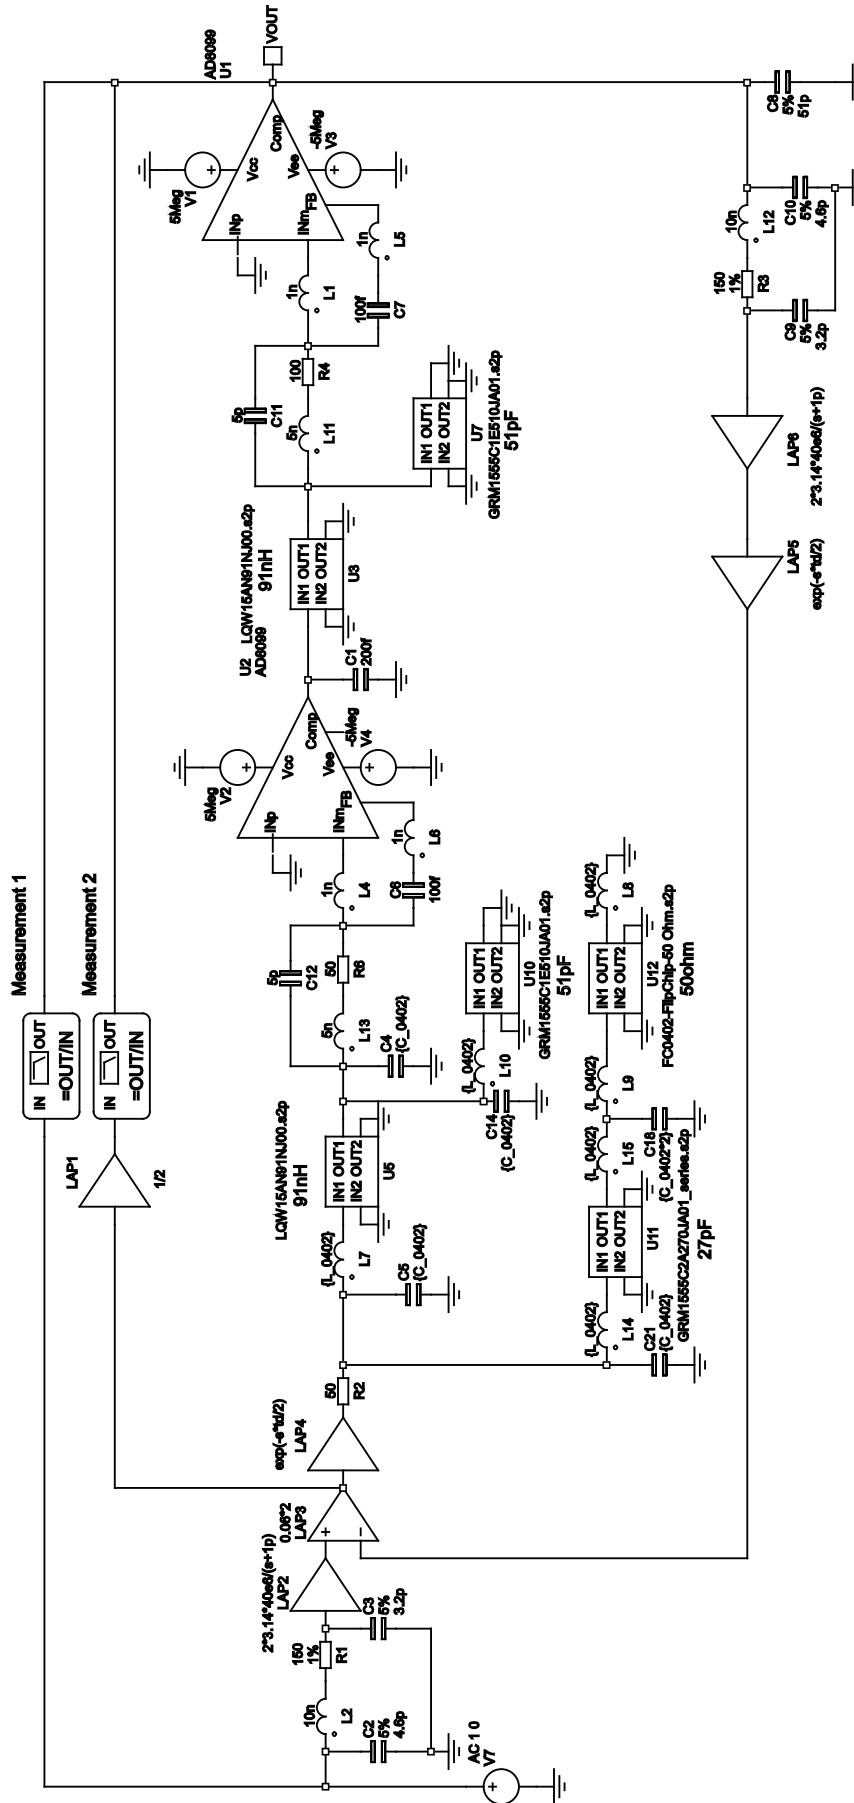 Measurement 1
IN OUT
=OUT/IN
Measurement 2
IN OUT
=OUT/IN
LAP1
1/2
AC 1 0
V7
10n
L2
C2
5%
4.6p
150
1%
R1
C3
5%
3.2p
2*3.14*40e6/(s+1p)
LAP2
0.06*2
LAP3
exp(-s*td/2)
LAP4
50
R2
C5
{C_0402}
{L_0402}
L7
LQW15AN91NJ00.s2p
91nH
IN1 OUT1
IN2 OUT2
U5
5n
L13
50
R6
5p
C12
C4
{C_0402}
1n
L4
C6
100f
1n
L6
C14
{C_0402}
{L_0402}
L10
IN1 OUT1
IN2 OUT2
U10
GRM1555C1E510JA01.s2p
51pF
{L_0402}
L14
C21
{C_0402}
IN1 OUT1
IN2 OUT2
U11
GRM1555C2A270JA01_series.s2p
27pF
{L_0402}
L15
C18
{C_0402*2}
{L_0402}
L9
IN1 OUT1
IN2 OUT2
U12
FC0402-FlipChip-50 Ohm.s2p
50ohm
{L_0402}
L8
INp
INm
FB
Vcc
Vee
Comp
5Meg
V2
-5Meg
V4
U2
AD8099
C1
200f
LQW15AN91NJ00.s2p
91nH
IN1 OUT1
IN2 OUT2
U3
5p
C11
5n
L11
100
R4
IN1 OUT1
IN2 OUT2
U7
GRM1555C1E510JA01.s2p
51pF
1n
L1
100f
C7
1n
L5
INp
INm
FB
Vcc
Vee
Comp
5Meg
V1
-5Meg
V3
AD8099
U1
VOUT
C8
5%
51p
C10
5%
4.6p
10n
L12
150
1%
R3
C9
5%
3.2p
LAP6
2*3.14*40e6/(s+1p)
LAP5
exp(-s*td/2)